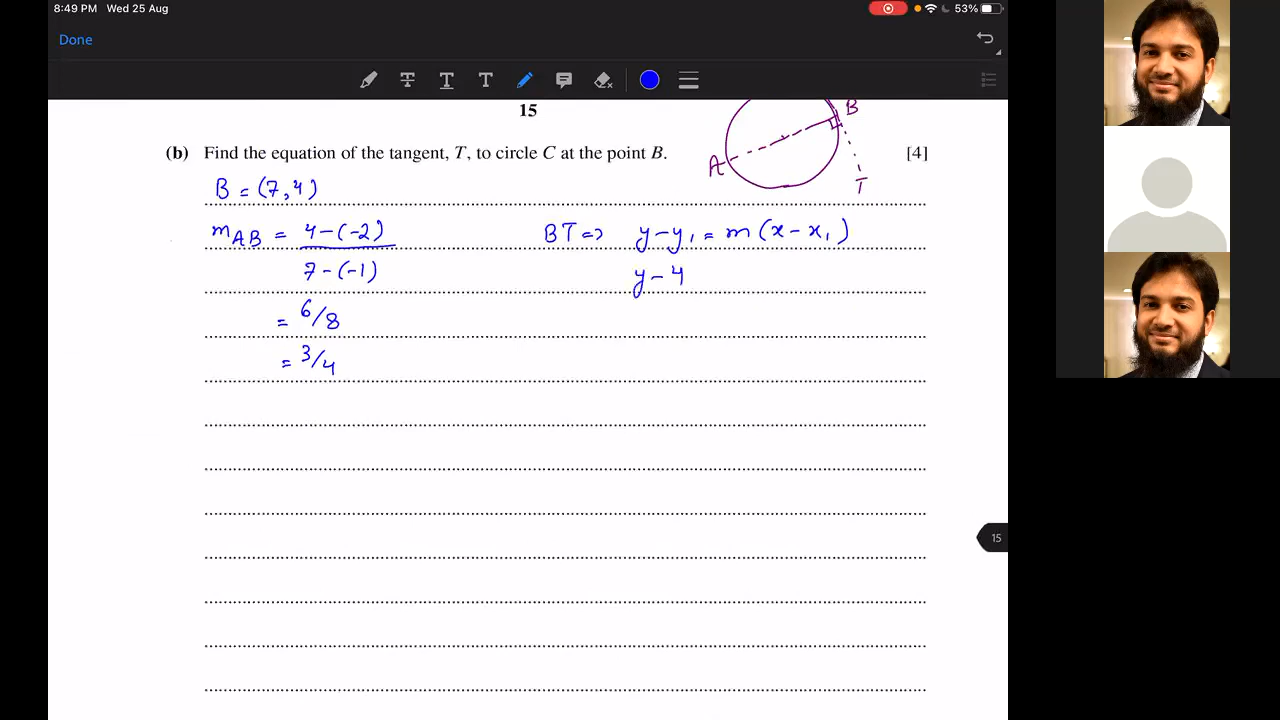 8:49 PM Wed 25 Aug 53%
Done
T T T
15
B
(b) Find the equation of the tangent, T, to circle C at the point B. [4]
A
T
B = (7,4)
mAB = 4-(-2)
7-(-1)
= 6/8
= 3/4
BT => y-y1 = m(x-x1)
y-4
15